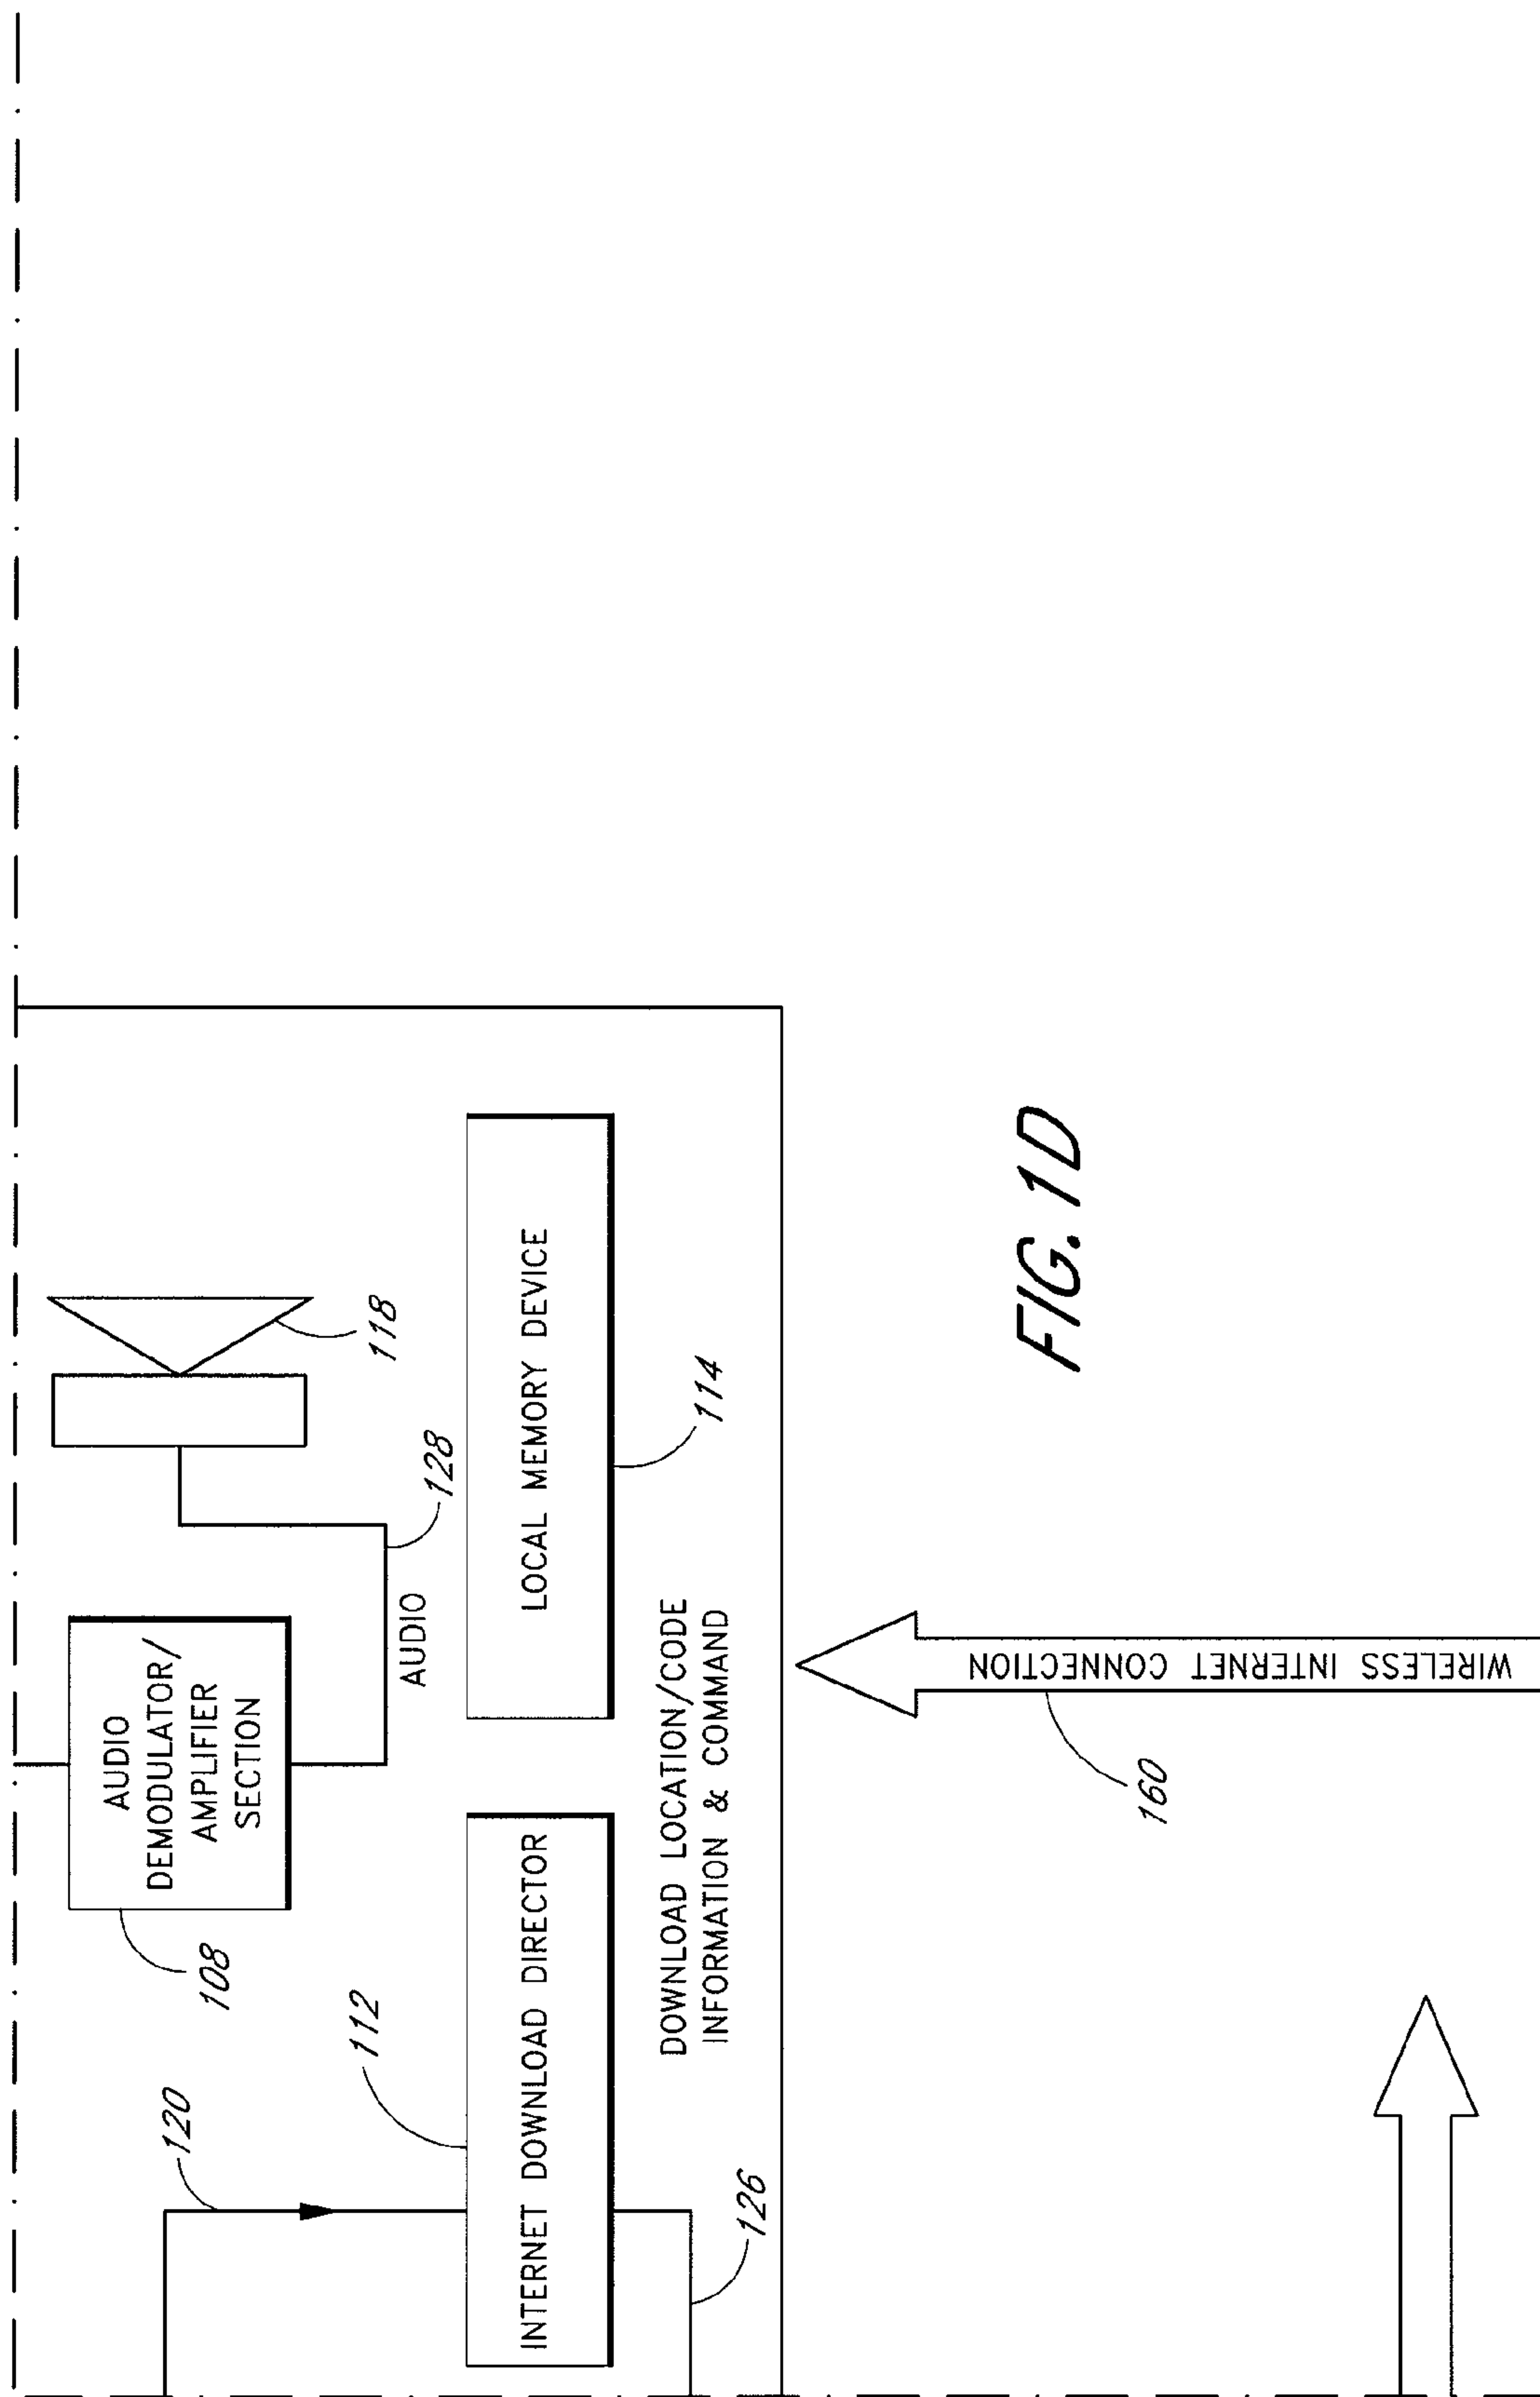 120
108
AUDIO
DEMODULATOR/
AMPLIFIER
SECTION
118
128
AUDIO
112
INTERNET DOWNLOAD DIRECTOR
LOCAL MEMORY DEVICE
114
DOWNLOAD LOCATION/CODE
INFORMATION & COMMAND
126
160
WIRELESS INTERNET CONNECTION
FIG. 1D